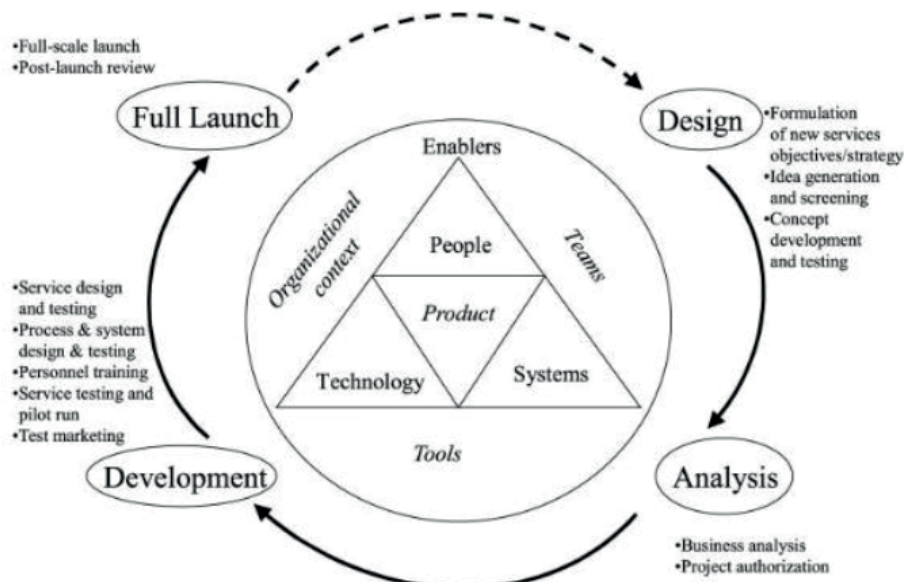 •Full-scale launch
•Post-launch review
Full Launch
Design
•Formulation
of new services
objectives/strategy
•Idea generation
and screening
•Concept
development
and testing
Enablers
Organizational
context
Teams
People
Product
Technology
Systems
Tools
•Service design
and testing
•Process & system
design & testing
•Personnel training
•Service testing and
pilot run
•Test marketing
Development
Analysis
•Business analysis
•Project authorization